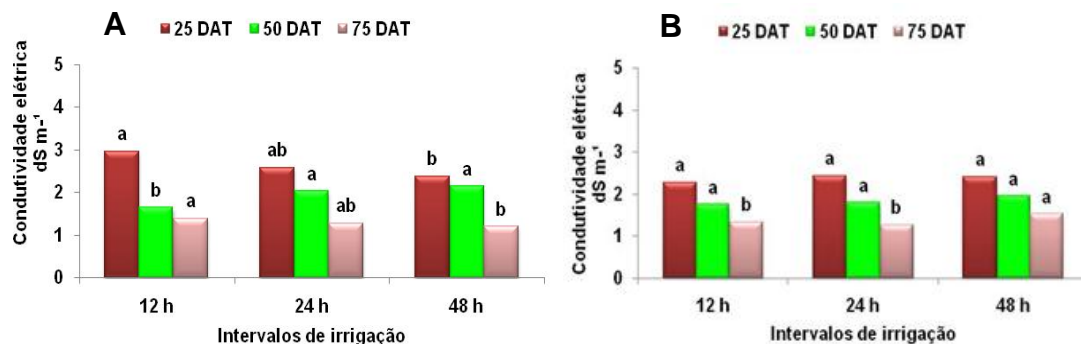 A
25 DAT 50 DAT 75 DAT
Condutividade elétrica
dS m-¹
5
4
3
2
1
0
a
b
a
ab
a
ab
b
a
b
12 h
24 h
48 h
Intervalos de irrigação
B
25 DAT 50 DAT 75 DAT
Condutividade elétrica
dS m-¹
5
4
3
2
1
0
a
a
b
a
a
b
a
a
a
12 h
24 h
48 h
Intervalos de irrigação